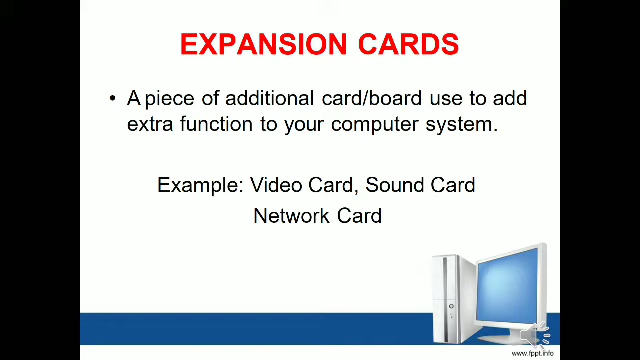 EXPANSION CARDS
• A piece of additional card/board use to add
extra function to your computer system.
Example: Video Card, Sound Card
Network Card
www.fppt.info